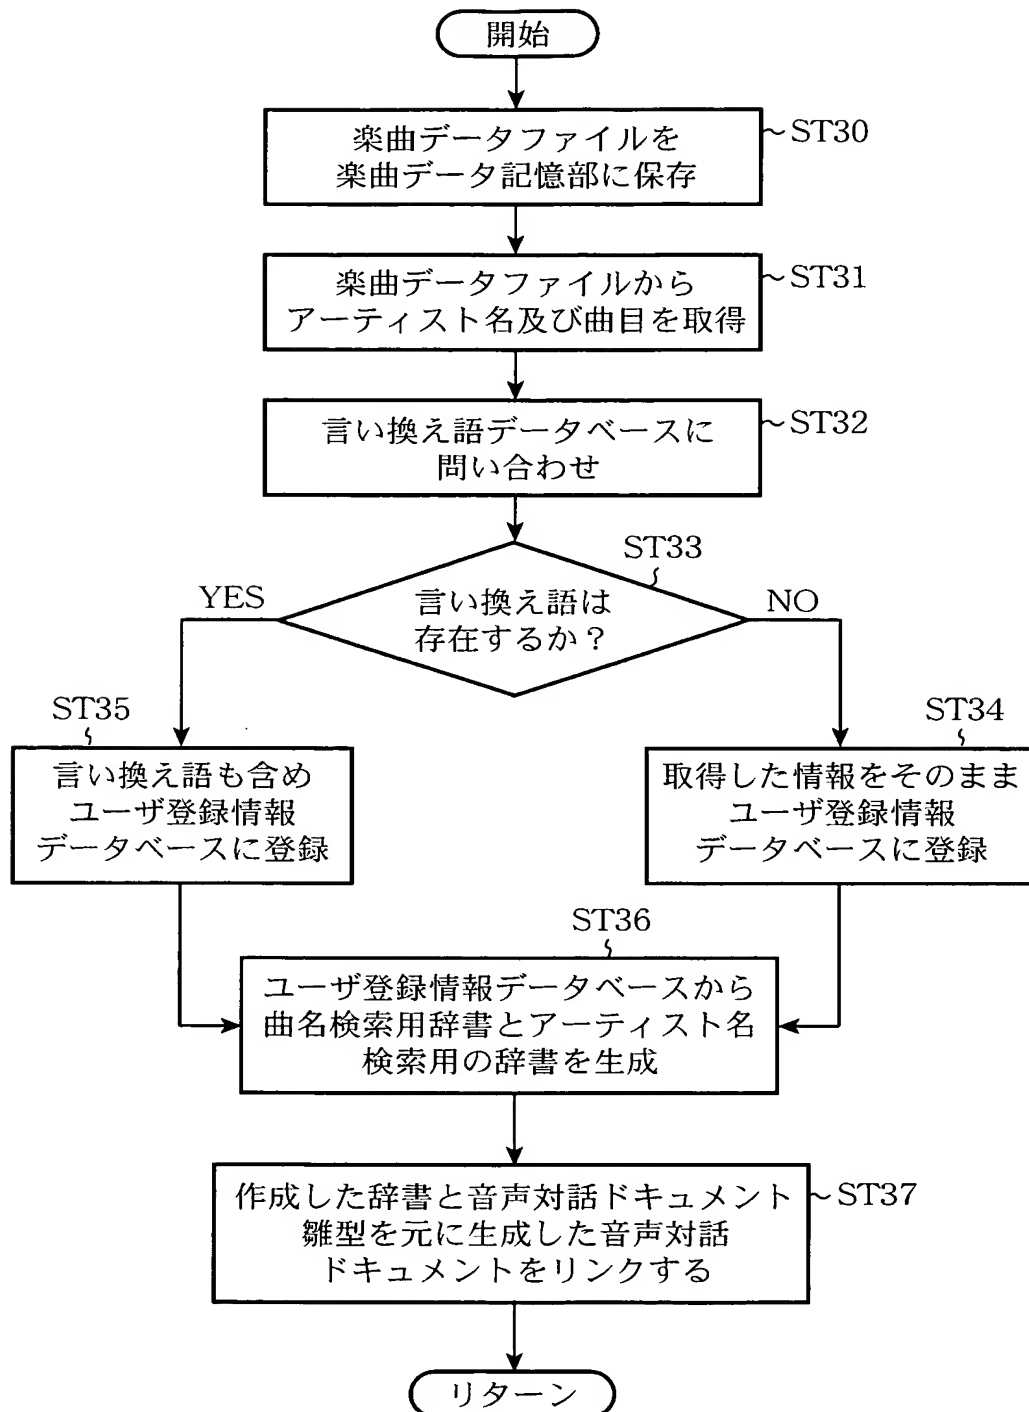 開始
楽曲データファイルを
楽曲データ記憶部に保存
ST30
楽曲データファイルから
アーティスト名及び曲目を取得
ST31
言い換え語データベースに
問い合わせ
ST32
ST33
言い換え語は
存在するか？
YES
NO
ST35
言い換え語も含め
ユーザ登録情報
データベースに登録
ST34
取得した情報をそのまま
ユーザ登録情報
データベースに登録
ST36
ユーザ登録情報データベースから
曲名検索用辞書とアーティスト名
検索用の辞書を生成
作成した辞書と音声対話ドキュメント
雛型を元に生成した音声対話
ドキュメントをリンクする
ST37
リターン